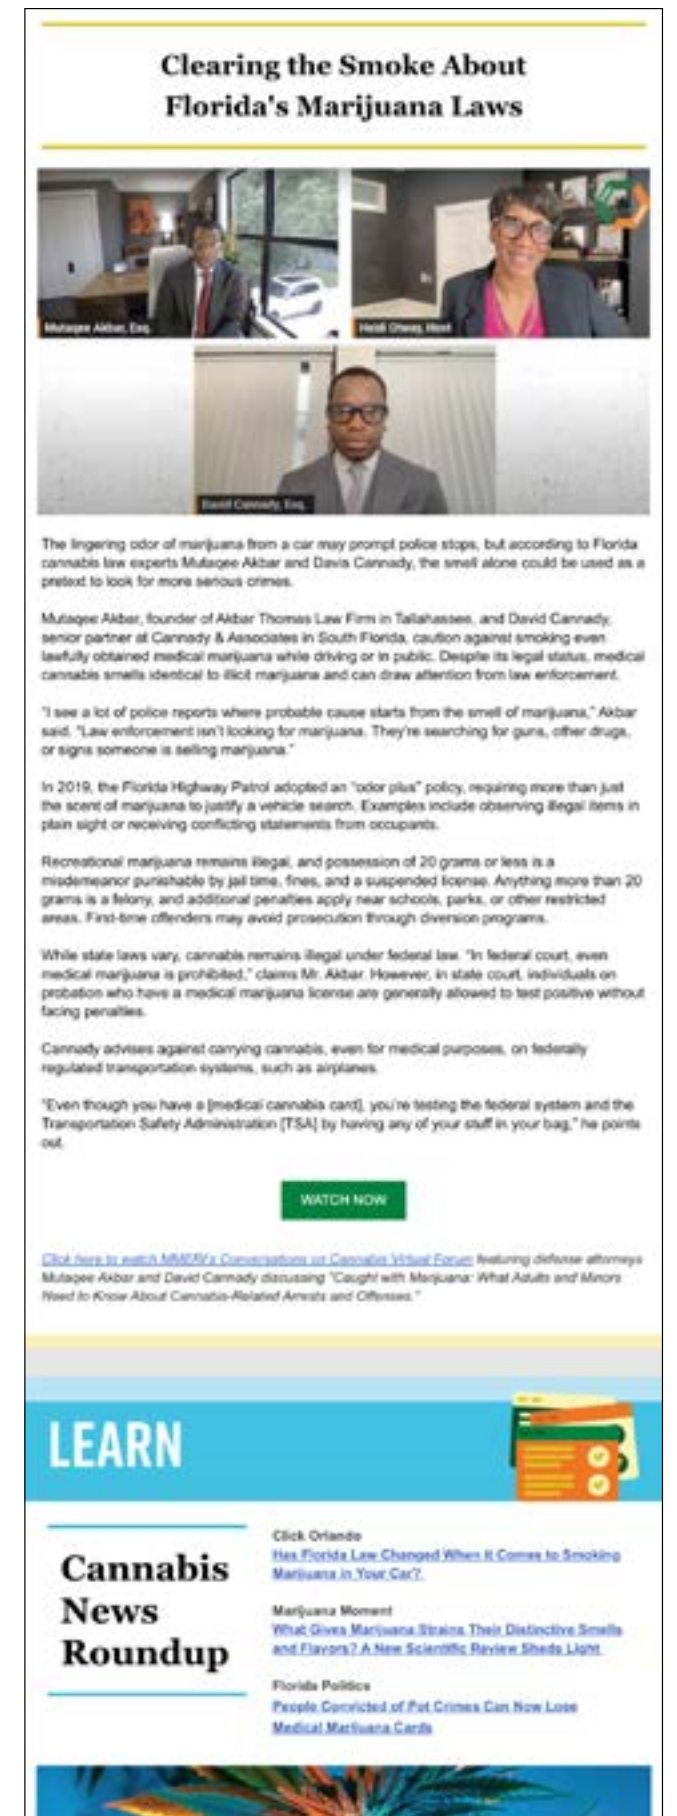 Clearing the Smoke About
Florida's Marijuana Laws
Mutaqee Akbar, Esq.
Heidi Otway, Host
David Cannady, Esq.
The lingering odor of marijuana from a car may prompt police stops, but according to Florida
cannabis law experts Mutaqee Akbar and Davis Cannady, the smell alone could be used as a
pretext to look for more serious crimes.
Mutaqee Akbar, founder of Akbar Thomas Law Firm in Tallahassee, and David Cannady,
senior partner at Cannady & Associates in South Florida, caution against smoking even
lawfully obtained medical marijuana while driving or in public. Despite its legal status, medical
cannabis smells identical to illicit marijuana and can draw attention from law enforcement.
"I see a lot of police reports where probable cause starts from the smell of marijuana," Akbar
said. "Law enforcement isn't looking for marijuana. They're searching for guns, other drugs,
or signs someone is selling marijuana."
In 2019, the Florida Highway Patrol adopted an "odor plus" policy, requiring more than just
the scent of marijuana to justify a vehicle search. Examples include observing illegal items in
plain sight or receiving conflicting statements from occupants.
Recreational marijuana remains illegal, and possession of 20 grams or less is a
misdemeanor punishable by jail time, fines, and a suspended license. Anything more than 20
grams is a felony, and additional penalties apply near schools, parks, or other restricted
areas. First-time offenders may avoid prosecution through diversion programs.
While state laws vary, cannabis remains illegal under federal law. "In federal court, even
medical marijuana is prohibited," claims Mr. Akbar. However, in state court, individuals on
probation who have a medical marijuana license are generally allowed to test positive without
facing penalties.
Cannady advises against carrying cannabis, even for medical purposes, on federally
regulated transportation systems, such as airplanes.
"Even though you have a [medical cannabis card], you're testing the federal system and the
Transportation Safety Administration [TSA] by having any of your stuff in your bag," he points
out.
WATCH NOW
Click here to watch MMERI's Conversations on Cannabis Virtual Forum featuring defense attorneys
Mutaqee Akbar and David Cannady discussing "Caught with Marijuana: What Adults and Minors
Need to Know About Cannabis-Related Arrests and Offenses."
LEARN
Cannabis
News
Roundup
Click Orlando
Has Florida Law Changed When It Comes to Smoking
Marijuana in Your Car?
Marijuana Moment
What Gives Marijuana Strains Their Distinctive Smells
and Flavors? A New Scientific Review Sheds Light
Florida Politics
People Convicted of Pot Crimes Can Now Lose
Medical Marijuana Cards